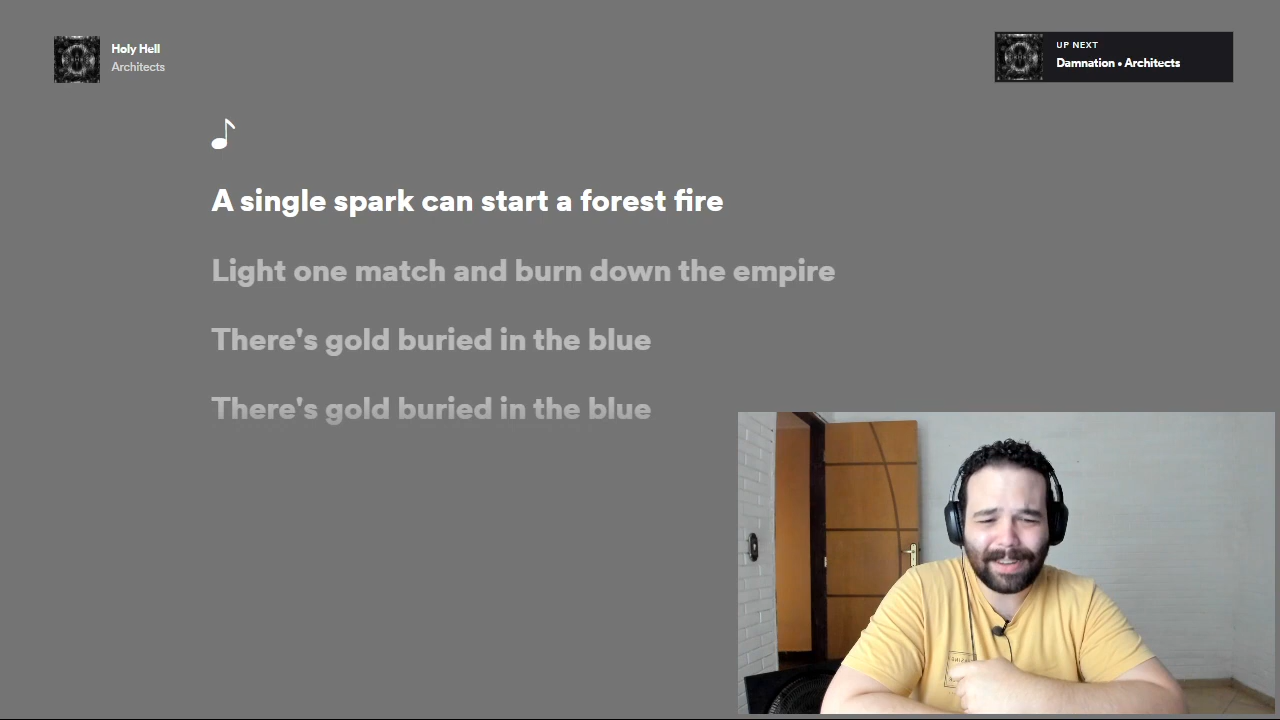 Holy Hell
Architects
UP NEXT
Damnation • Architects
A single spark can start a forest fire
Light one match and burn down the empire
There's gold buried in the blue
There's gold buried in the blue